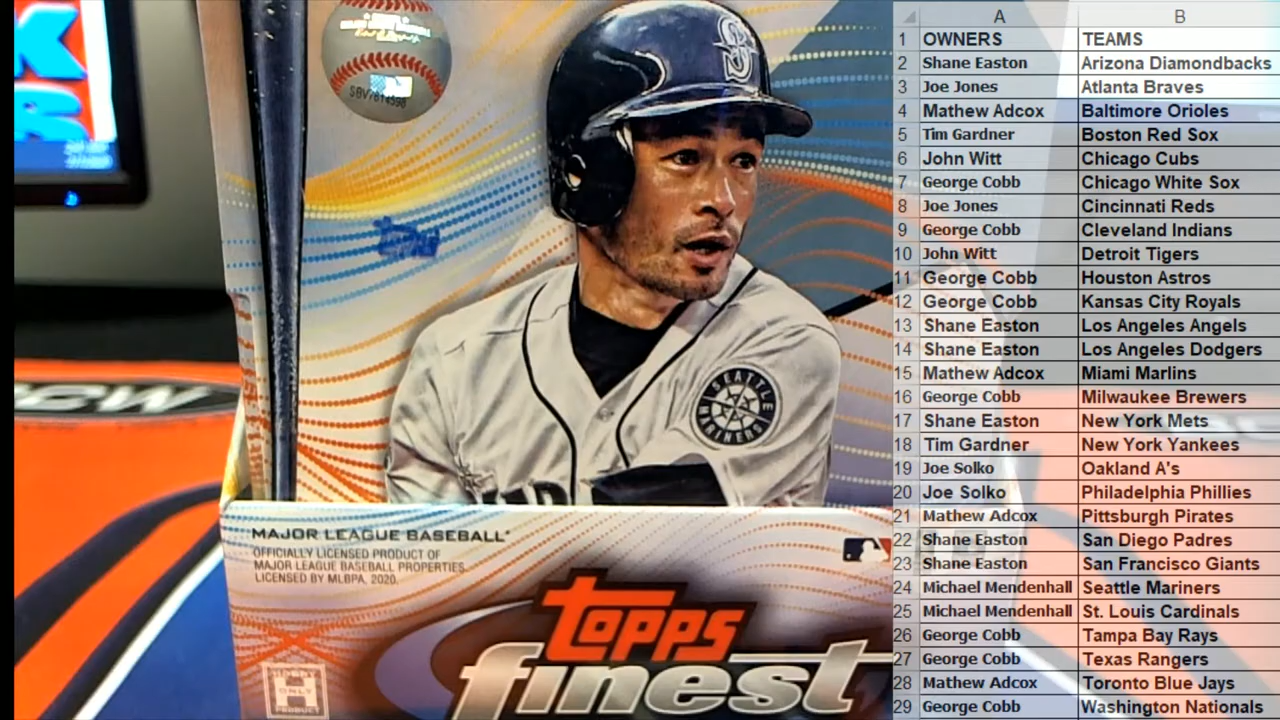 SEATTLE
MARINERS
MAJOR LEAGUE BASEBALL
OFFICIALLY LICENSED PRODUCT OF
MAJOR LEAGUE BASEBALL PROPERTIES
LICENSED BY MLBPA, 2020.
HOBBY
H
ONLY
PRODUCT
TOPPS
finest
A B
1 OWNERS TEAMS
2 Shane Easton Arizona Diamondbacks
3 Joe Jones Atlanta Braves
4 Mathew Adcox Baltimore Orioles
5 Tim Gardner Boston Red Sox
6 John Witt Chicago Cubs
7 George Cobb Chicago White Sox
8 Joe Jones Cincinnati Reds
9 George Cobb Cleveland Indians
10 John Witt Detroit Tigers
11 George Cobb Houston Astros
12 George Cobb Kansas City Royals
13 Shane Easton Los Angeles Angels
14 Shane Easton Los Angeles Dodgers
15 Mathew Adcox Miami Marlins
16 George Cobb Milwaukee Brewers
17 Shane Easton New York Mets
18 Tim Gardner New York Yankees
19 Joe Solko Oakland A's
20 Joe Solko Philadelphia Phillies
21 Mathew Adcox Pittsburgh Pirates
22 Shane Easton San Diego Padres
23 Shane Easton San Francisco Giants
24 Michael Mendenhall Seattle Mariners
25 Michael Mendenhall St. Louis Cardinals
26 George Cobb Tampa Bay Rays
27 George Cobb Texas Rangers
28 Mathew Adcox Toronto Blue Jays
29 George Cobb Washington Nationals